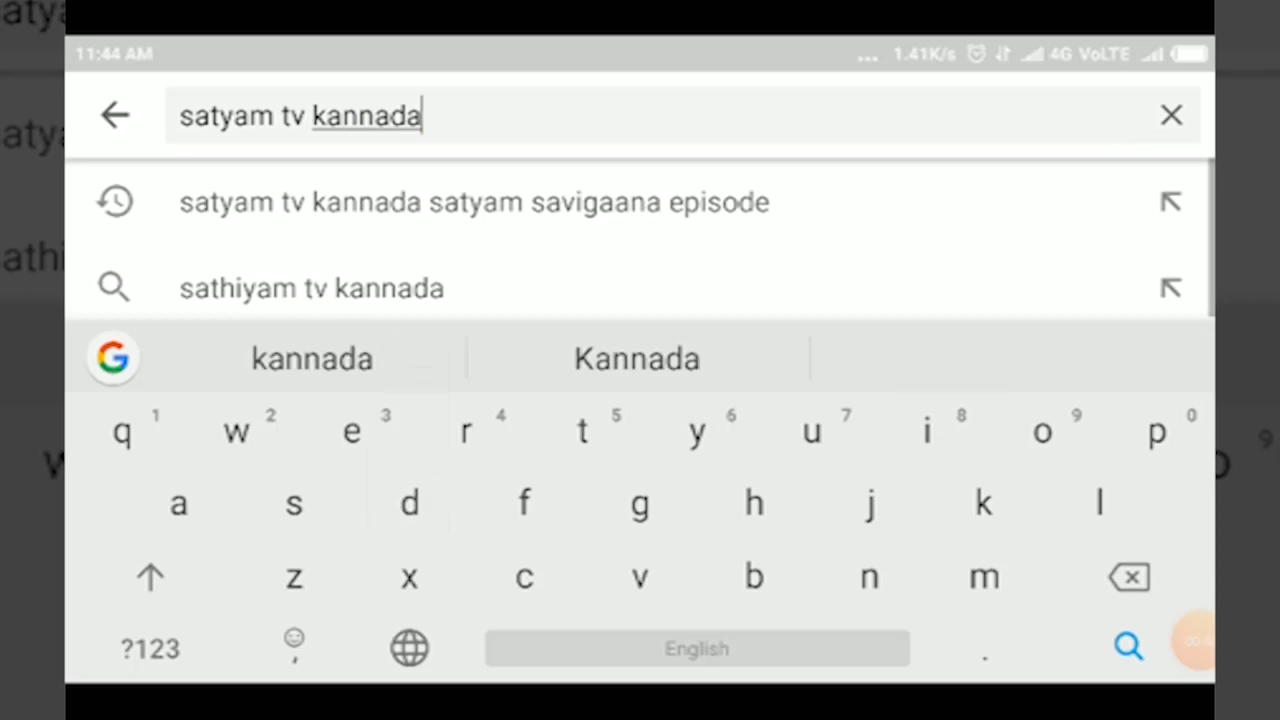 11:44 AM ... 1.41K/s 4G VoLTE
satyam tv kannada
satyam tv kannada satyam savigaana episode
sathiyam tv kannada
kannada Kannada
q 1 w 2 e 3 r 4 t 5 y 6 u 7 i 8 o 9 p 0
a s d f g h j k l
z x c v b n m
?123 , English .